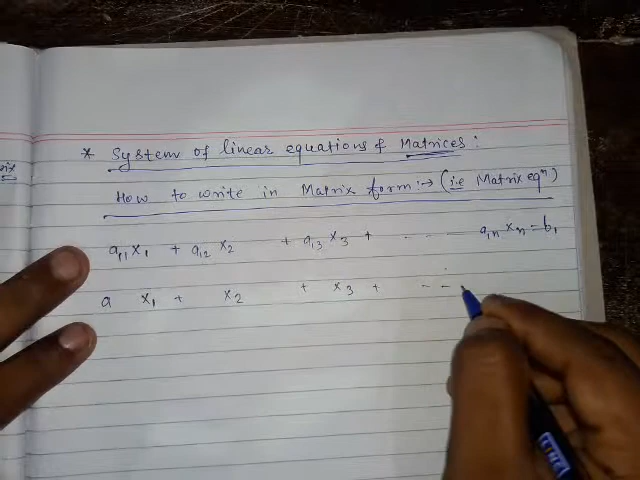 * System of linear equations & Matrices :
How to write in Matrix form :→ (i.e Matrix eqⁿ)
a₁₁x₁ + a₁₂ x₂ + a₁₃ x₃ + - - - - a₁ₙ xₙ = b₁
a x₁ + x₂ + x₃ + - - -